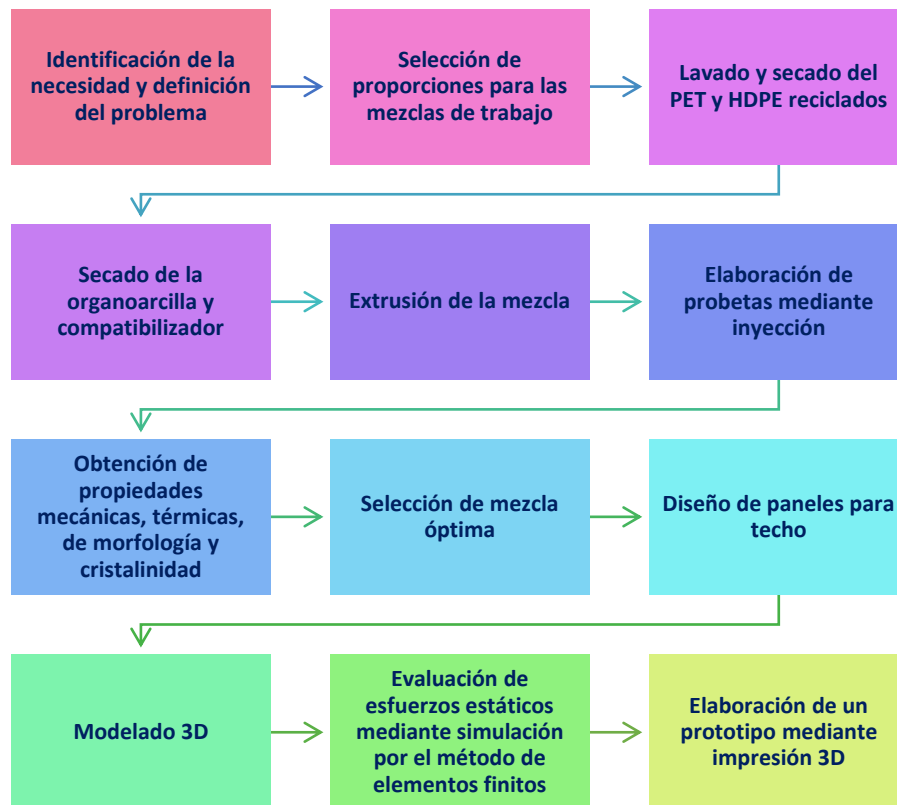 Identificación de la
necesidad y definición
del problema
Selección de
proporciones para las
mezclas de trabajo
Lavado y secado del
PET y HDPE reciclados
Secado de la
organoarcilla y
compatibilizador
Extrusión de la mezcla
Elaboración de
probetas mediante
inyección
Obtención de
propiedades
mecánicas, térmicas,
de morfología y
cristalinidad
Selección de mezcla
óptima
Diseño de paneles para
techo
Modelado 3D
Evaluación de
esfuerzos estáticos
mediante simulación
por el método de
elementos finitos
Elaboración de un
prototipo mediante
impresión 3D